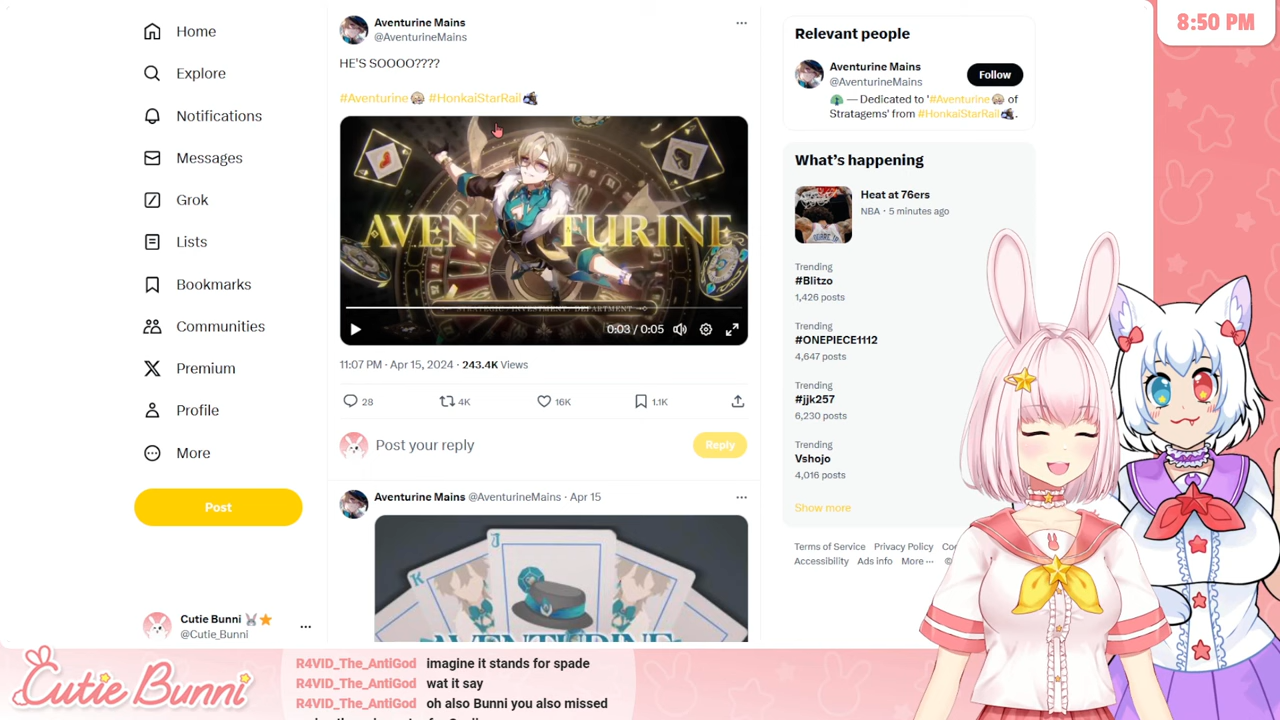 8:50 PM
Home
Explore
Notifications
Messages
Grok
Lists
Bookmarks
Communities
Premium
Profile
More
Post
Cutie Bunni
@Cutie_Bunni
Aventurine Mains
@AventurineMains
HE'S SOOOO????
#Aventurine #HonkaiStarRail
AVEN TURINE
STRATEGIC INVESTMENT DEPARTMENT
0:03 / 0:05
11:07 PM · Apr 15, 2024 · 243.4K Views
28 4K 16K 1.1K
Post your reply
Reply
Aventurine Mains @AventurineMains · Apr 15
K J
AVENTURINE
Relevant people
Aventurine Mains
@AventurineMains
Follow
— Dedicated to '#Aventurine of
Stratagems' from #HonkaiStarRail.
What's happening
Heat at 76ers
NBA · 5 minutes ago
Trending
#Blitzo
1,426 posts
Trending
#ONEPIECE1112
4,647 posts
Trending
#jjk257
6,230 posts
Trending
Vshojo
4,016 posts
Show more
Terms of Service Privacy Policy
Accessibility Ads info More ··· ©
Cutie Bunni
R4VID_The_AntiGod imagine it stands for spade
R4VID_The_AntiGod wat it say
R4VID_The_AntiGod oh also Bunni you also missed